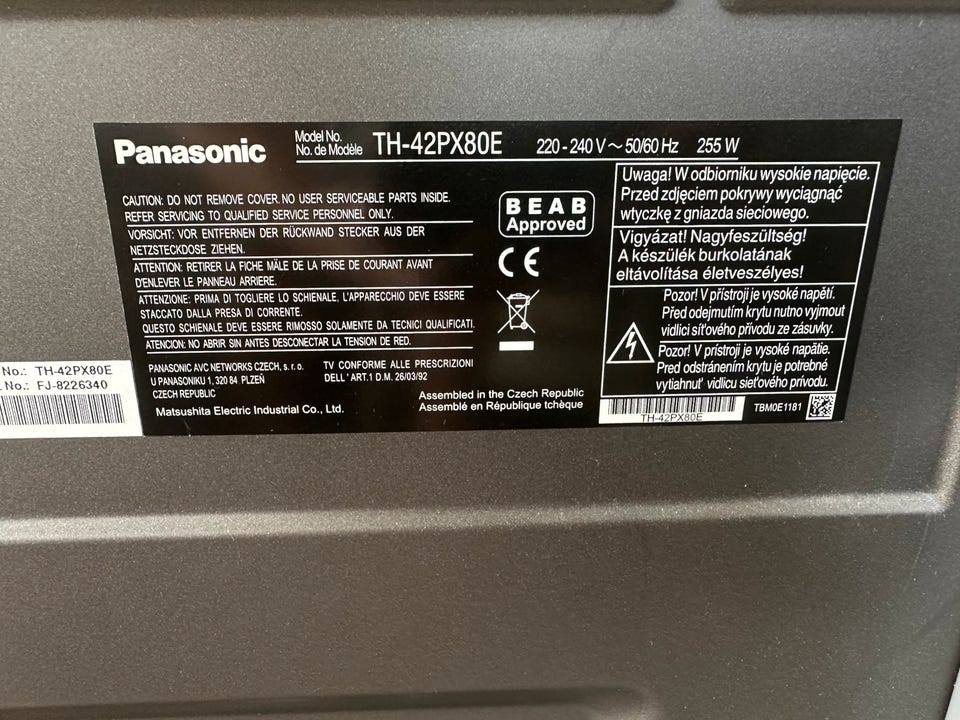 Panasonic
Model No.
No. de Modèle
TH-42PX80E
220 - 240 V ~ 50/60 Hz 255 W
CAUTION: DO NOT REMOVE COVER NO USER SERVICEABLE PARTS INSIDE.
REFER SERVICING TO QUALIFIED SERVICE PERSONNEL ONLY.
VORSICHT: VOR ENTFERNEN DER RÜCKWAND STECKER AUS DER
NETZSTECKDOSE ZIEHEN.
ATTENTION: RETIRER LA FICHE MÂLE DE LA PRISE DE COURANT AVANT
D'ENLEVER LE PANNEAU ARRIERE.
ATTENZIONE: PRIMA DI TOGLIERE LO SCHIENALE, L'APPARECCHIO DEVE ESSERE
STACCATO DALLA PRESA DI CORRENTE.
QUESTO SCHIENALE DEVE ESSERE RIMOSSO SOLAMENTE DA TECNICI QUALIFICATI.
ATENCION: NO ABRIR SIN ANTES DESCONECTAR LA TENSION DE RED.
PANASONIC AVC NETWORKS CZECH, s. r. o.
U PANASONIKU 1, 320 84 PLZEŇ
CZECH REPUBLIC
Matsushita Electric Industrial Co., Ltd.
TV CONFORME ALLE PRESCRIZIONI
DELL' ART.1 D.M. 26/03/92
Assembled in the Czech Republic
Assemblé en République tchèque
BEAB
Approved
CE
Uwaga! W odbiorniku wysokie napięcie.
Przed zdjęciem pokrywy wyciągnąć
wtyczkę z gniazda sieciowego.
Vigyázat! Nagyfeszültség!
A készülék burkolatának
eltávolítása életveszélyes!
Pozor! V přístroji je vysoké napětí.
Před odejmutím krytu nutno vyjmout
vidlici síťového přívodu ze zásuvky.
Pozor! V prístroji je vysoké napätie.
Pred odstránením krytu je potrebné
vytiahnuť vidlicu sieťového prívodu.
TH-42PX80E
TBM0E1181
No.: TH-42PX80E
No.: FJ-8226340